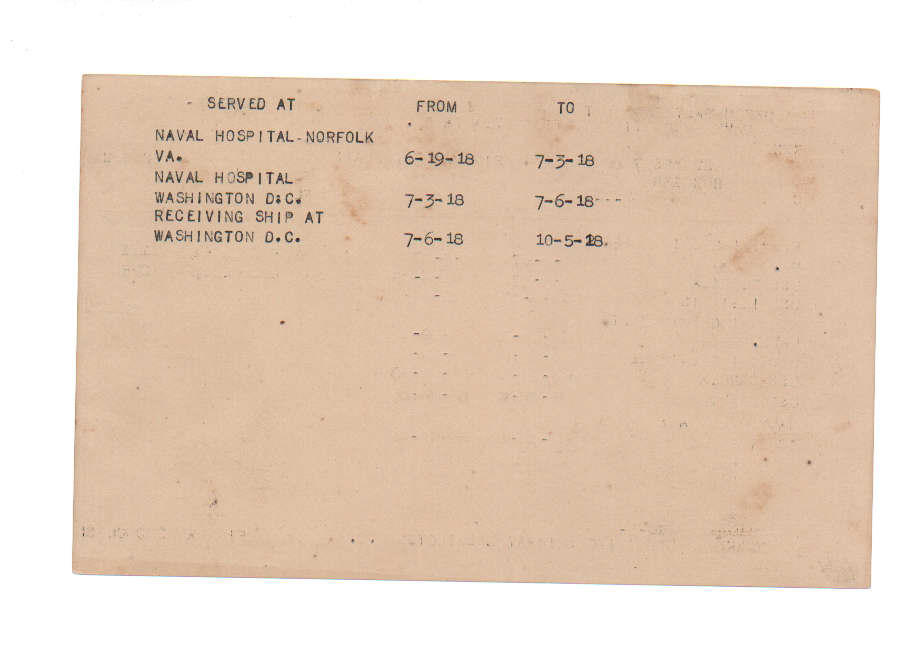 SERVED AT FROM TO
NAVAL HOSPITAL-NORFOLK
VA. 6-19-18 7-3-18
NAVAL HOSPITAL
WASHINGTON D.C. 7-3-18 7-6-18---
RECEIVING SHIP AT
WASHINGTON D.C. 7-6-18 10-5-18.